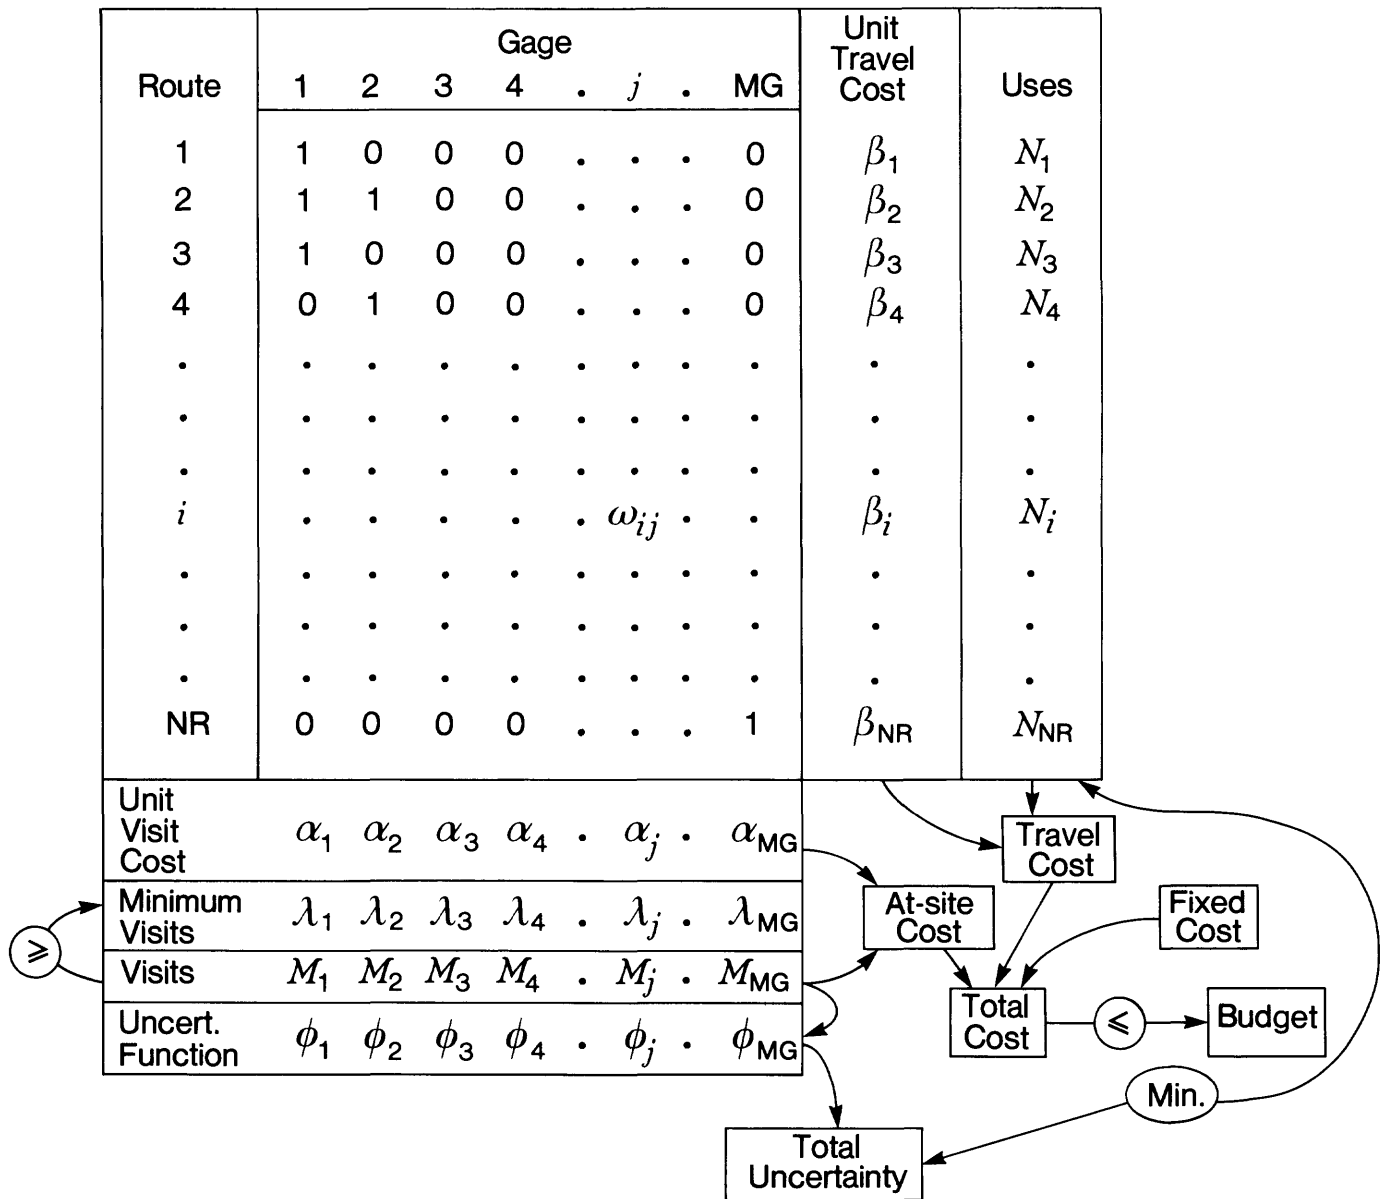 Gage
Unit
Travel
Cost
Route 1 2 3 4 . j . MG Uses
1 1 0 0 0 . . . 0 β₁ N₁
2 1 1 0 0 . . . 0 β₂ N₂
3 1 0 0 0 . . . 0 β₃ N₃
4 0 1 0 0 . . . 0 β₄ N₄
. . . . . . . . . . .
. . . . . . . . . . .
. . . . . . . . . . .
i . . . . . ωij . . βi Ni
. . . . . . . . . . .
. . . . . . . . . . .
. . . . . . . . . . .
NR 0 0 0 0 . . . 1 βNR NNR
Unit
Visit
Cost
α₁ α₂ α₃ α₄ . αj . αMG
Minimum
Visits
λ₁ λ₂ λ₃ λ₄ . λj . λMG
Visits M₁ M₂ M₃ M₄ . Mj . MMG
Uncert.
Function
ϕ₁ ϕ₂ ϕ₃ ϕ₄ . ϕj . ϕMG
⩾
Travel
Cost
At-site
Cost
Fixed
Cost
Total
Cost
⩽
Budget
Min.
Total
Uncertainty